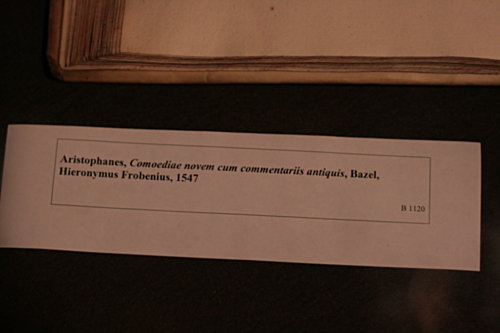 Aristophanes, Comoediae novem cum commentariis antiquis, Bazel,
Hieronymus Frobenius, 1547
B 1120